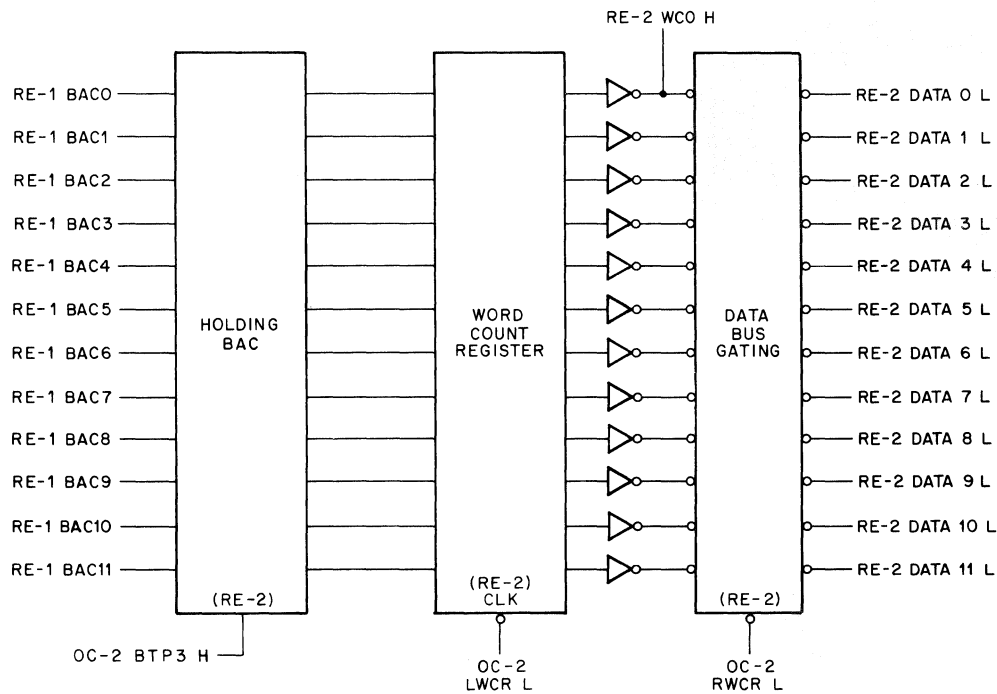 RE-2 WCO H
RE-1 BAC0
RE-1 BAC1
RE-1 BAC2
RE-1 BAC3
RE-1 BAC4
RE-1 BAC5
RE-1 BAC6
RE-1 BAC7
RE-1 BAC8
RE-1 BAC9
RE-1 BAC10
RE-1 BAC11
HOLDING
BAC
(RE-2)
OC-2 BTP3 H
WORD
COUNT
REGISTER
(RE-2)
CLK
OC-2
LWCR L
DATA
BUS
GATING
(RE-2)
OC-2
RWCR L
RE-2 DATA 0 L
RE-2 DATA 1 L
RE-2 DATA 2 L
RE-2 DATA 3 L
RE-2 DATA 4 L
RE-2 DATA 5 L
RE-2 DATA 6 L
RE-2 DATA 7 L
RE-2 DATA 8 L
RE-2 DATA 9 L
RE-2 DATA 10 L
RE-2 DATA 11 L